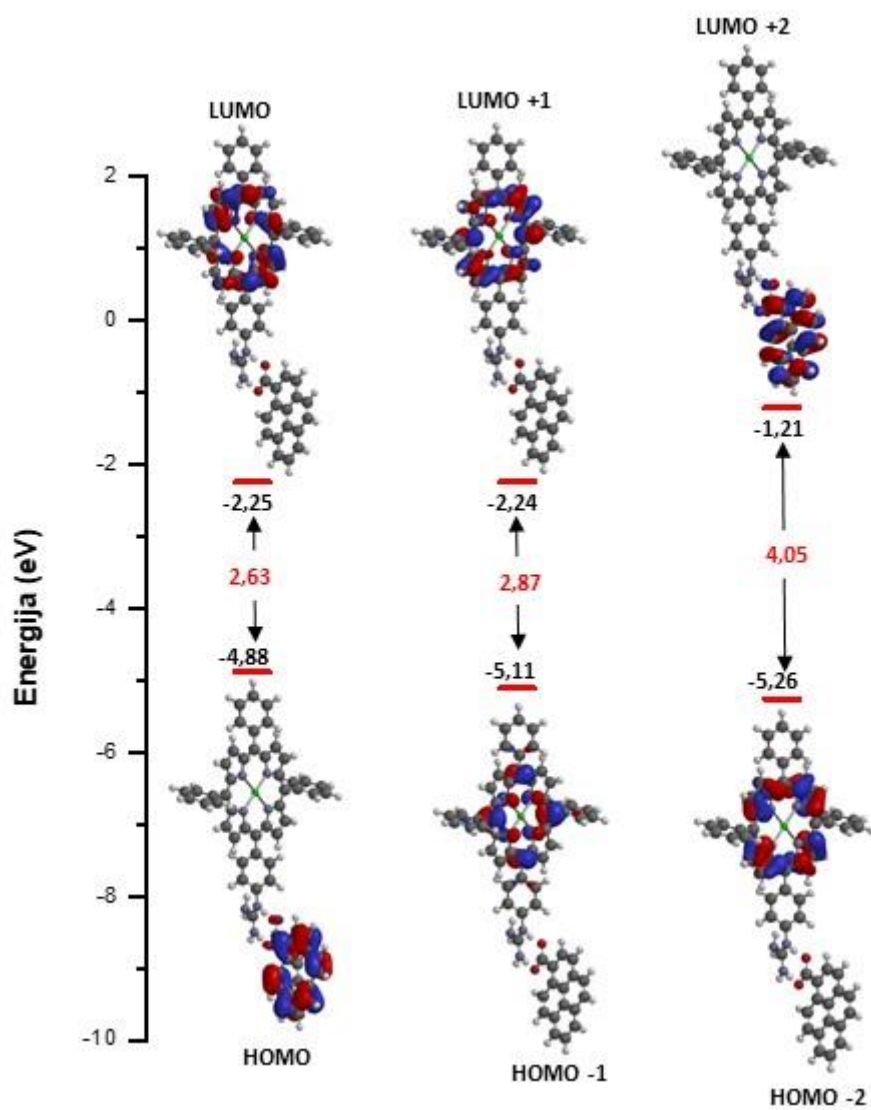 LUMO +2
LUMO
LUMO +1
2
0
-2
-4
-6
-8
-10
Energija (eV)
-1,21
-2,25
-2,24
4,05
2,63
2,87
-4,88
-5,11
-5,26
HOMO
HOMO -1
HOMO -2